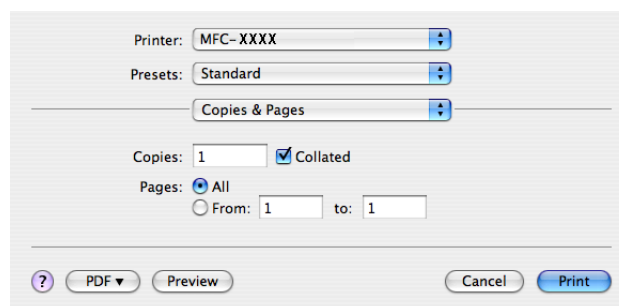 Printer: MFC-XXXX
Presets: Standard
Copies & Pages
Copies: 1 Collated
Pages: All
From: 1 to: 1
? PDF ▼ Preview Cancel Print